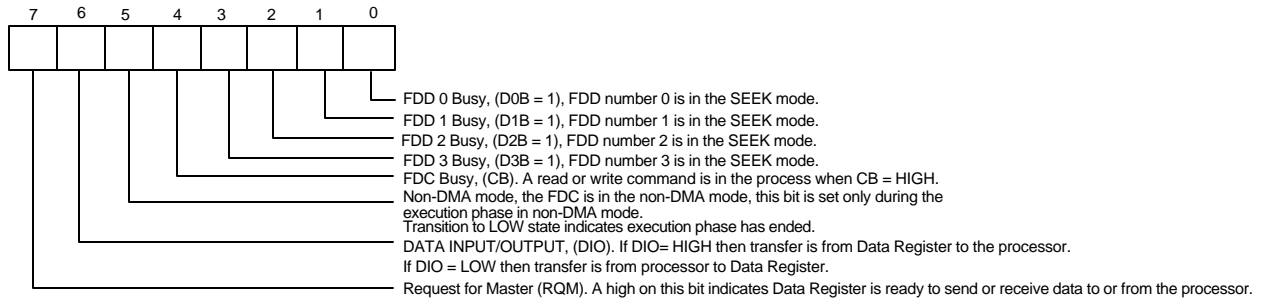 7 6 5 4 3 2 1 0
FDD 0 Busy, (D0B = 1), FDD number 0 is in the SEEK mode.
FDD 1 Busy, (D1B = 1), FDD number 1 is in the SEEK mode.
FDD 2 Busy, (D2B = 1), FDD number 2 is in the SEEK mode.
FDD 3 Busy, (D3B = 1), FDD number 3 is in the SEEK mode.
FDC Busy, (CB). A read or write command is in the process when CB = HIGH.
Non-DMA mode, the FDC is in the non-DMA mode, this bit is set only during the
execution phase in non-DMA mode.
Transition to LOW state indicates execution phase has ended.
DATA INPUT/OUTPUT, (DIO). If DIO= HIGH then transfer is from Data Register to the processor.
If DIO = LOW then transfer is from processor to Data Register.
Request for Master (RQM). A high on this bit indicates Data Register is ready to send or receive data to or from the processor.